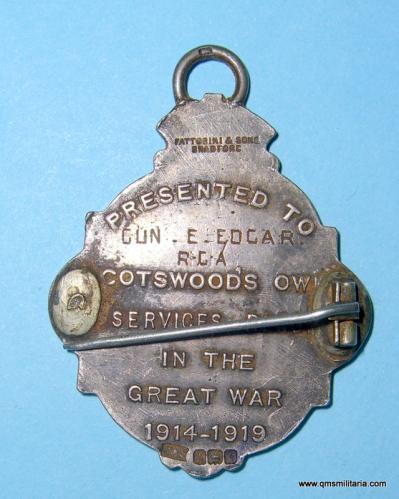 FATTORINI & SONS
BRADFORD
PRESENTED TO
GUN. E. EDGAR.
R.G.A.
COTSWOODS OW
SERVICES
IN THE
GREAT WAR
1914-1919
www.qmsmilitaria.com